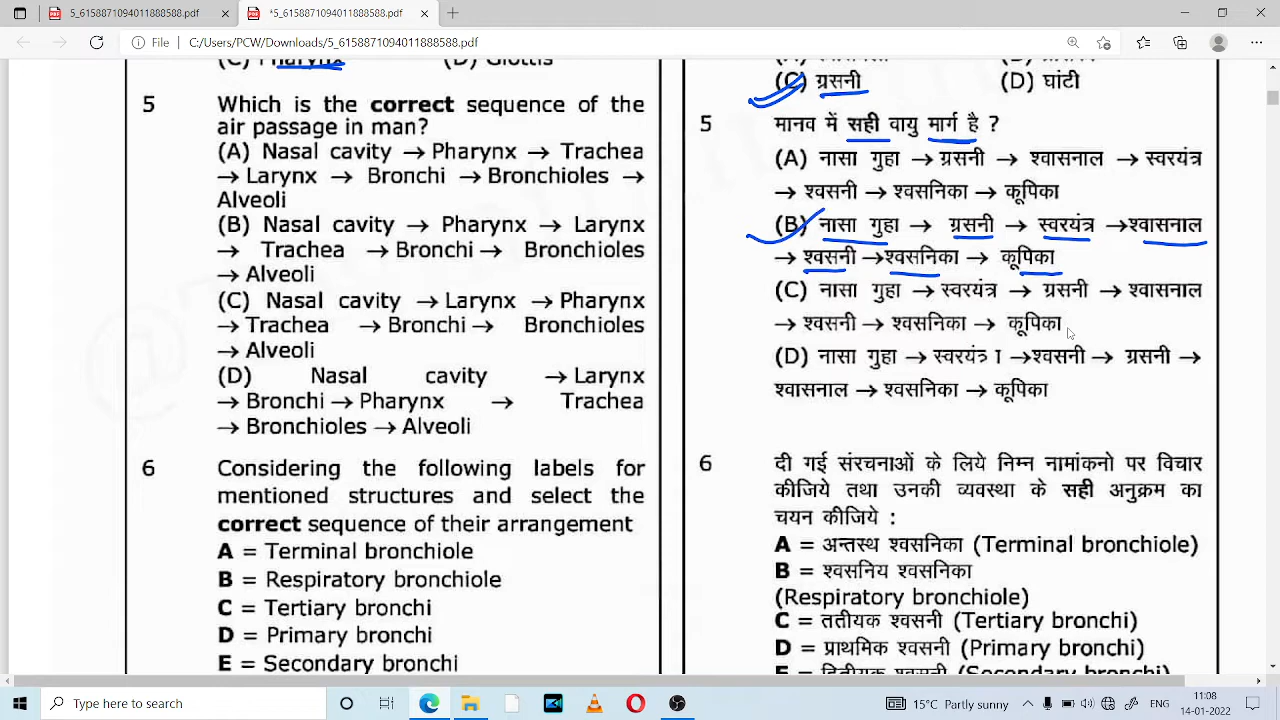 5_6158871094011888588.pdf
*5_6158871094011888588.pdf
File
C:/Users/PCW/Downloads/5_6158871094011888588.pdf
(C) Pharynx (D) Glottis
5 Which is the correct sequence of the
air passage in man?
(A) Nasal cavity → Pharynx → Trachea
→ Larynx → Bronchi → Bronchioles →
Alveoli
(B) Nasal cavity → Pharynx → Larynx
→ Trachea → Bronchi → Bronchioles
→ Alveoli
(C) Nasal cavity → Larynx → Pharynx
→ Trachea → Bronchi → Bronchioles
→ Alveoli
(D) Nasal cavity → Larynx
→ Bronchi → Pharynx → Trachea
→ Bronchioles → Alveoli
6 Considering the following labels for
mentioned structures and select the
correct sequence of their arrangement
A = Terminal bronchiole
B = Respiratory bronchiole
C = Tertiary bronchi
D = Primary bronchi
E = Secondary bronchi
(C) ग्रसनी (D) घांटी
5 मानव में सही वायु मार्ग है ?
(A) नासा गुहा → ग्रसनी → श्वासनाल → स्वरयंत्र
→ श्वसनी → श्वसनिका → कूपिका
(B) नासा गुहा → ग्रसनी → स्वरयंत्र → श्वासनाल
→ श्वसनी → श्वसनिका → कूपिका
(C) नासा गुहा → स्वरयंत्र → ग्रसनी → श्वासनाल
→ श्वसनी → श्वसनिका → कूपिका
(D) नासा गुहा → स्वरयंत्र ा → श्वसनी → ग्रसनी →
श्वासनाल → श्वसनिका → कूपिका
6 दी गई संरचनाओं के लिये निम्न नामांकनो पर विचार
कीजिये तथा उनकी व्यवस्था के सही अनुक्रम का
चयन कीजिये :
A = अन्तस्थ श्वसनिका (Terminal bronchiole)
B = श्वसनिय श्वसनिका
(Respiratory bronchiole)
C = ततीयक श्वसनी (Tertiary bronchi)
D = प्राथमिक श्वसनी (Primary bronchi)
E = द्वितीयक श्वसनी (Secondary bronchi)
Type here to search
15°C Partly sunny
ENG
11:08
14-01-2022